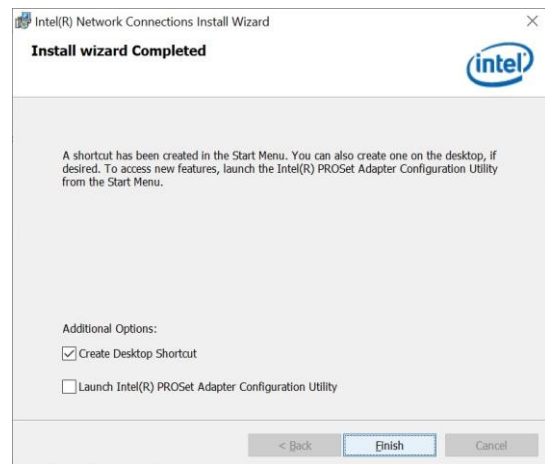 Intel(R) Network Connections Install Wizard
Install wizard Completed
intel
A shortcut has been created in the Start Menu. You can also create one on the desktop, if
desired. To access new features, launch the Intel(R) PROSet Adapter Configuration Utility
from the Start Menu.
Additional Options:
Create Desktop Shortcut
Launch Intel(R) PROSet Adapter Configuration Utility
< Back
Finish
Cancel